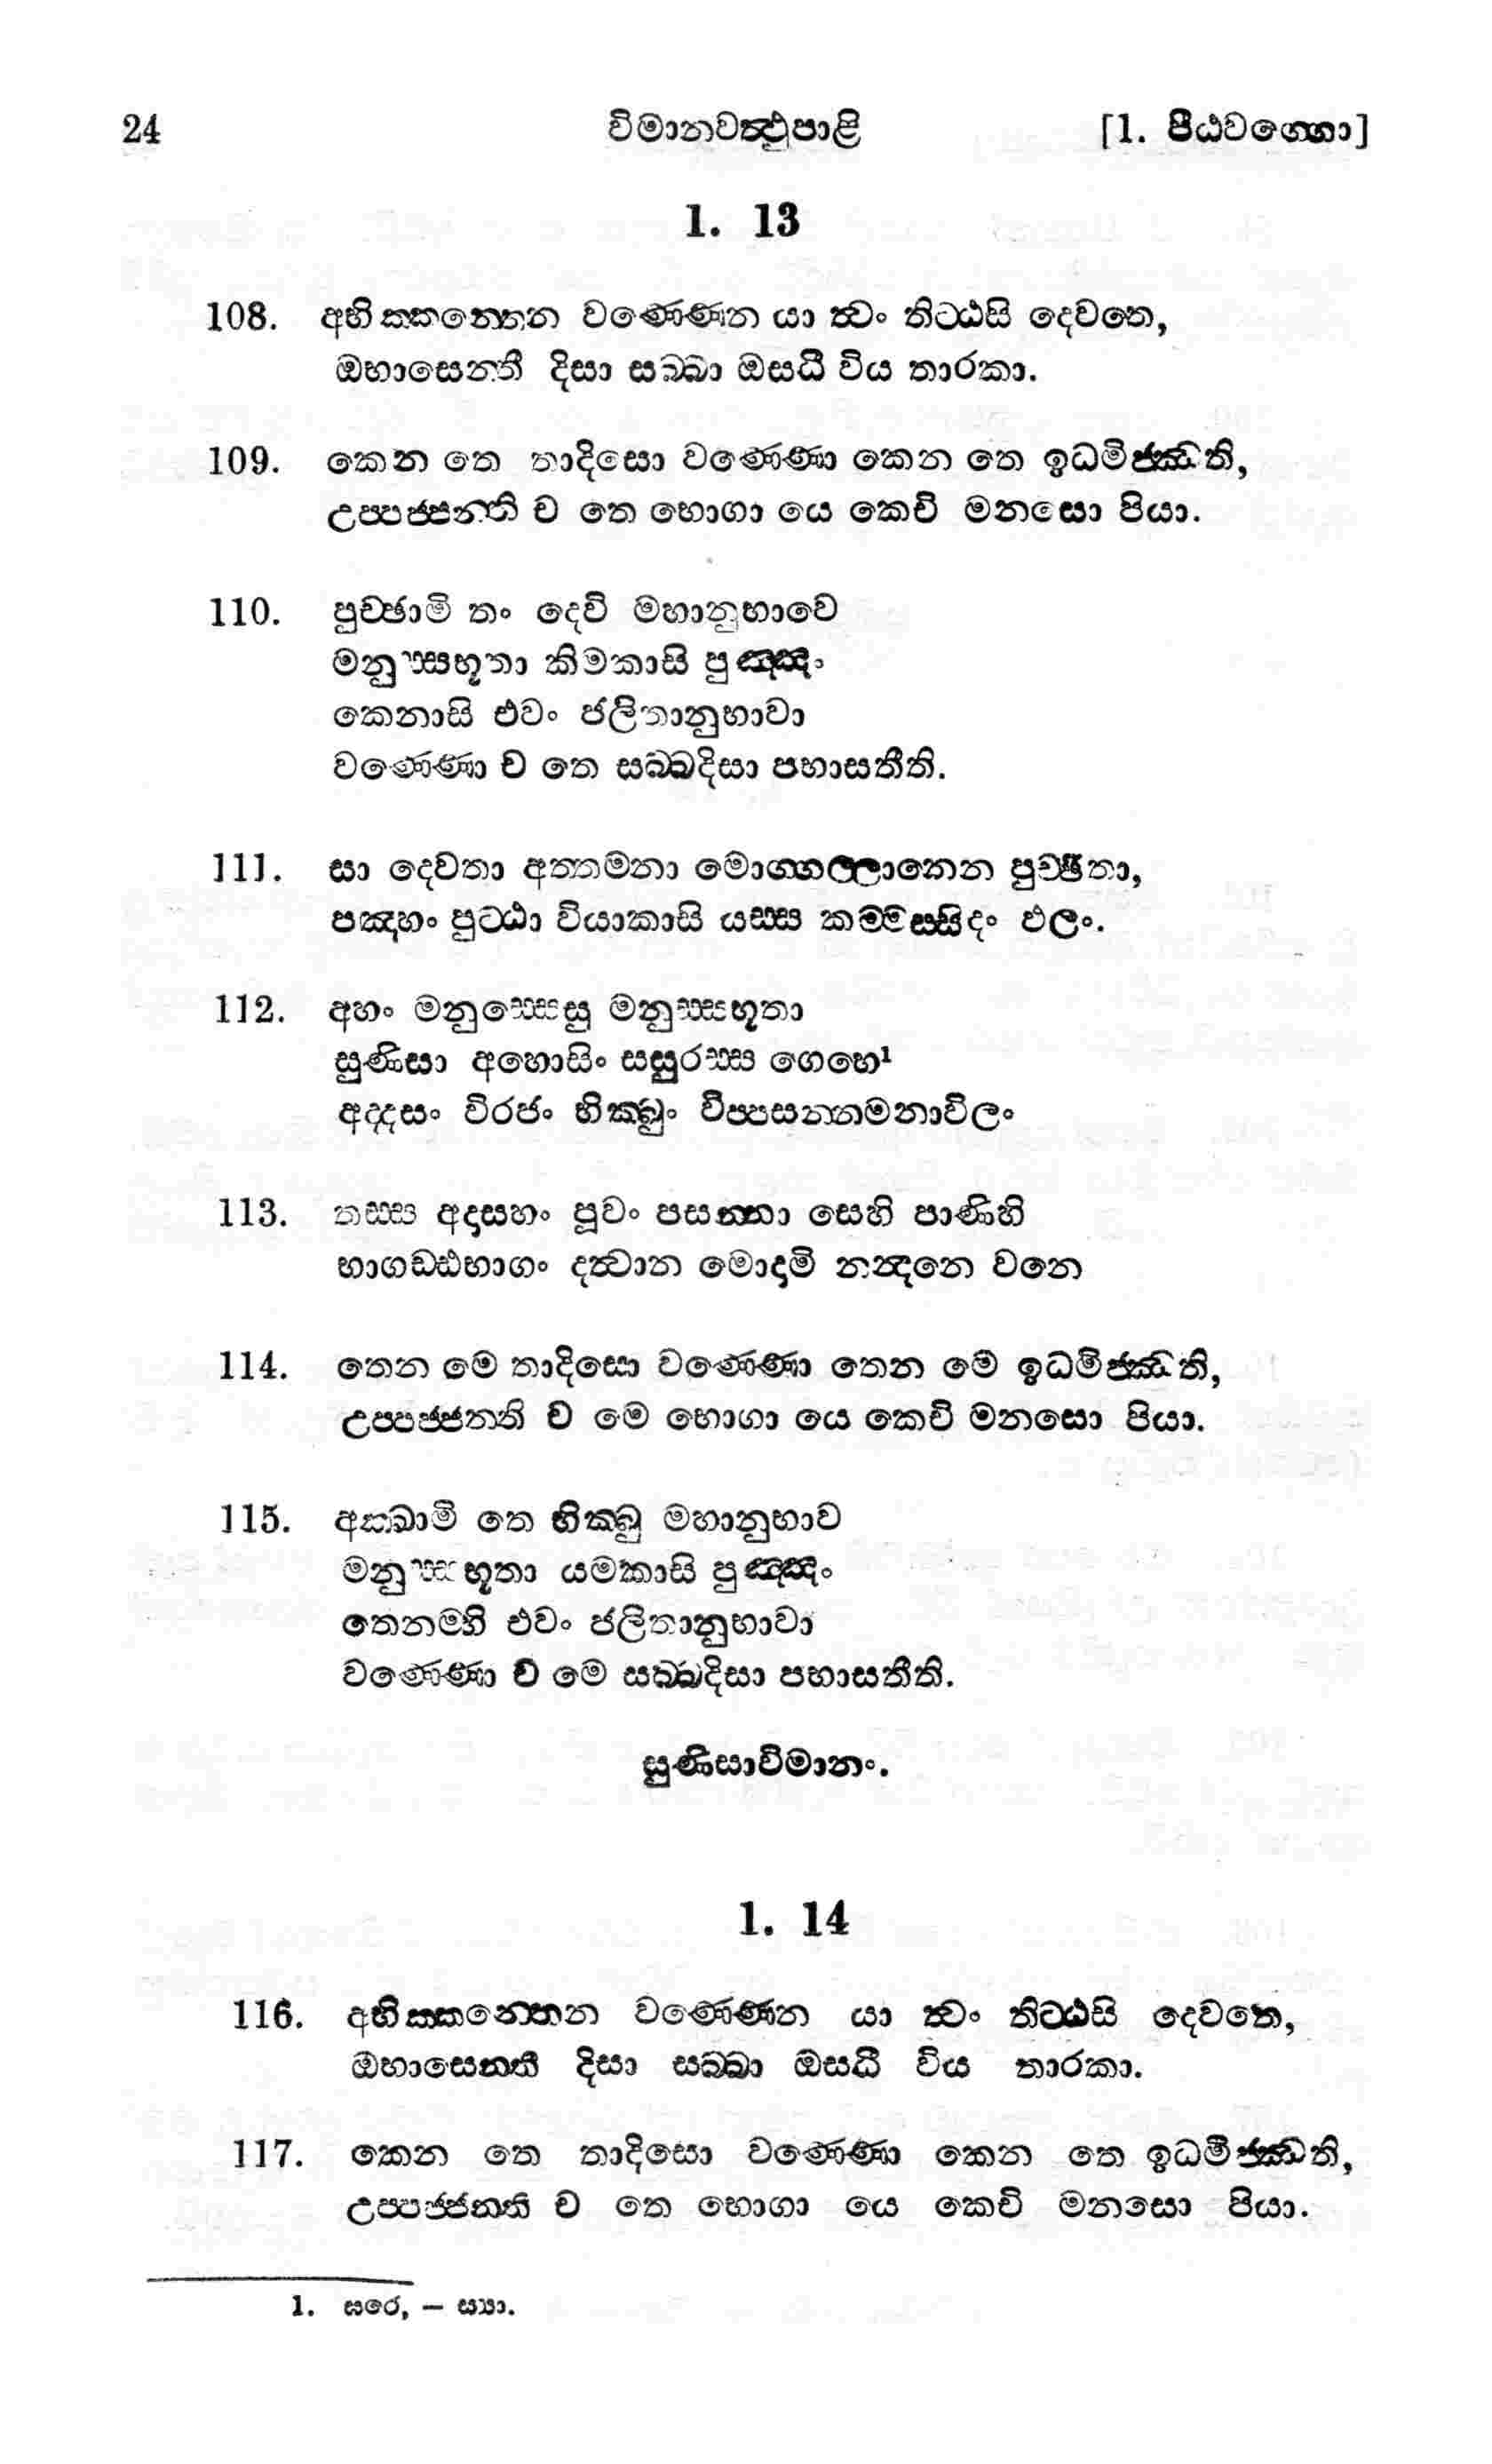 24 විමානවත්‍ථුපාළි [1. පීඨවග්ගො]
1. 13
108. අභික්කන්තෙන වණ්ණෙන යා ත්‍වං තිට්ඨසි දෙවතෙ,
ඔභාසෙන්තී දිසා සබ්බා ඔසධී විය තාරකා.
109. කෙන තෙ තාදිසො වණ්ණො කෙන තෙ ඉධමිජ්ඣති,
උප්පජ්ජන්ති ච තෙ භොගා යෙ කෙචි මනසො පියා.
110. පුච්ඡාමි තං දෙවි මහානුභාවෙ
මනුස්සභූතා කිමකාසි පුඤ්ඤං
කෙනාසි එවං ජලිතානුභාවා
වණ්ණො ච තෙ සබ්බදිසා පභාසතීති.
111. සා දෙවතා අත්තමනා මොග්ගල්ලානෙන පුච්ඡිතා,
පඤ්හං පුට්ඨා වියාකාසි යස්ස කම්මස්සිදං ඵලං.
112. අහං මනුස්සෙසු මනුස්සභූතා
සුණිසා අහොසිං සසුරස්ස ගෙහෙ¹
අද්දසං විරජං භික්ඛුං විප්පසන්නමනාවිලං
113. තස්ස අදාසහං පූවං පසන්නා සෙහි පාණිහි
භාගඩ්ඪභාගං දත්‍වාන මොදාමි නන්දනෙ වනෙ
114. තෙන මෙ තාදිසො වණ්ණො තෙන මෙ ඉධමිජ්ඣති,
උප්පජ්ජන්ති ච මෙ භොගා යෙ කෙචි මනසො පියා.
115. අක්ඛාමි තෙ භික්ඛු මහානුභාව
මනුස්සභූතා යමකාසි පුඤ්ඤං
තෙනම්හි එවං ජලිතානුභාවා
වණ්ණො ච මෙ සබ්බදිසා පභාසතීති.
සුණිසාවිමානං.
1. 14
116. අභික්කන්තෙන වණ්ණෙන යා ත්‍වං තිට්ඨසි දෙවතෙ,
ඔභාසෙන්තී දිසා සබ්බා ඔසධී විය තාරකා.
117. කෙන තෙ තාදිසො වණ්ණො කෙන තෙ ඉධමිජ්ඣති,
උප්පජ්ජන්ති ච තෙ භොගා යෙ කෙචි මනසො පියා.
1. ඝරෙ, – ස්‍යා.